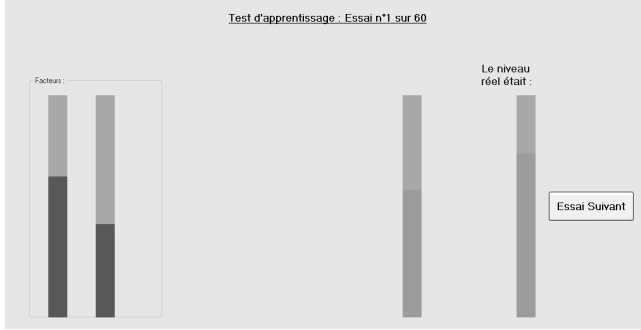 Test d'apprentissage : Essai n°1 sur 60
Le niveau
réel était :
Facteurs :
Essai Suivant